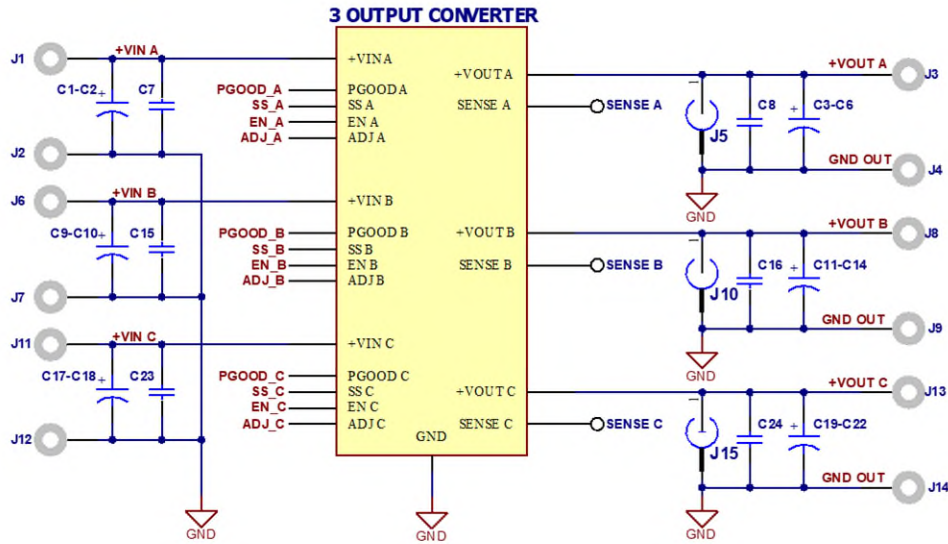 3 OUTPUT CONVERTER
J1
+VIN A
C1-C2
+
C7
J2
J6
+VIN B
C9-C10
+
C15
J7
J11
+VIN C
C17-C18
+
C23
J12
GND
PGOOD_A
SS_A
EN_A
ADJ_A
PGOOD_B
SS_B
EN_B
ADJ_B
PGOOD_C
SS_C
EN_C
ADJ_C
+VINA
PGOODA
SSA
ENA
ADJA
+VINB
PGOODB
SSB
ENB
ADJB
+VINC
PGOODC
SSC
ENC
ADJC
GND
GND
+VOUTA
SENSE A
+VOUTB
SENSE B
+VOUTC
SENSE C
SENSE A
SENSE B
SENSE C
+VOUT A
J3
1
J5
C8
+
C3-C6
GND OUT
J4
GND
+VOUT B
J8
1
J10
C16
+
C11-C14
GND OUT
J9
GND
+VOUT C
J13
1
J15
C24
+
C19-C22
GND OUT
J14
GND